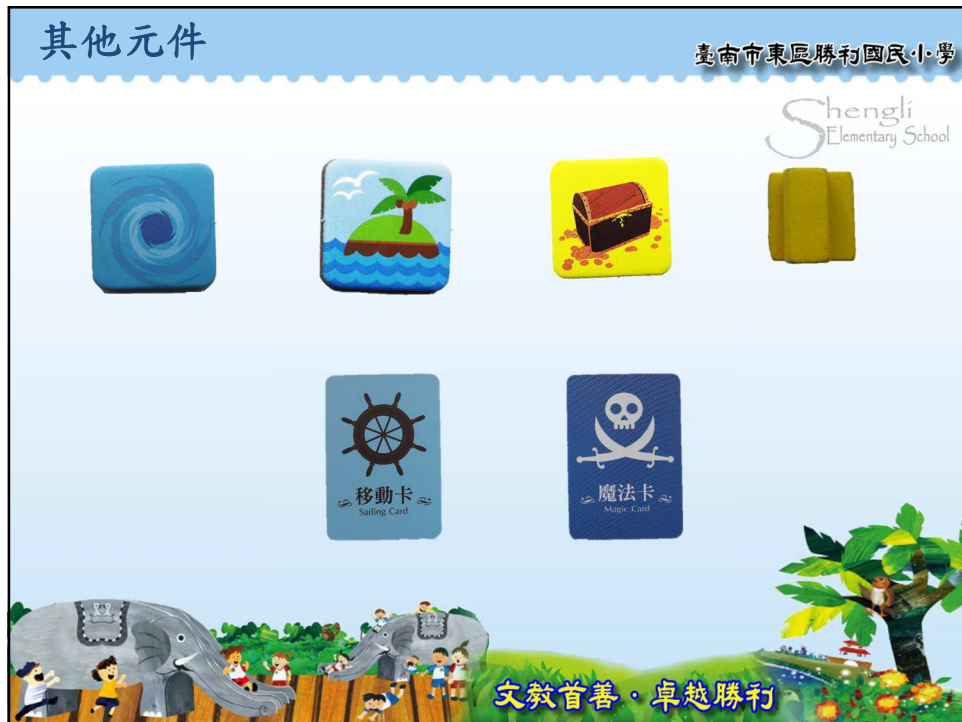 其他元件
臺南市東區勝利國民小學
Shengli
Elementary School
移動卡
Sailing Card
魔法卡
Magic Card
文教首善·卓越勝利